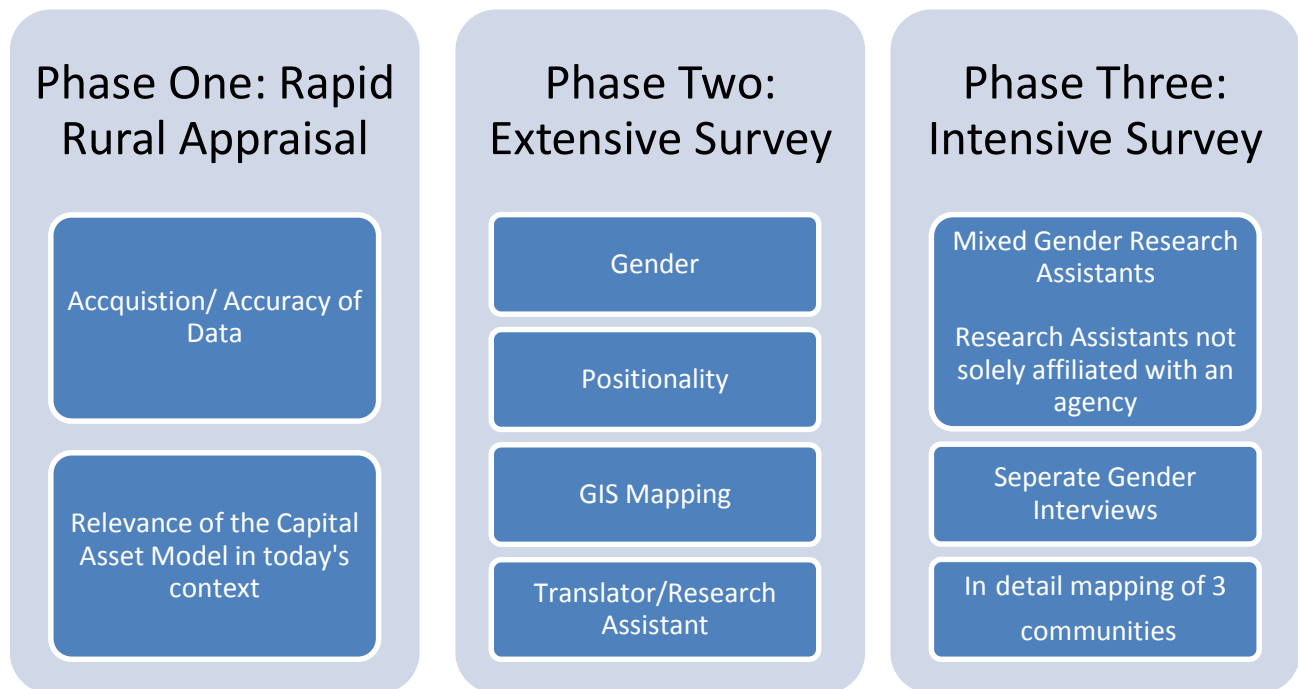 Phase One: Rapid
Rural Appraisal
Accquistion/ Accuracy of
Data
Relevance of the Capital
Asset Model in today's
context
Phase Two:
Extensive Survey
Gender
Positionality
GIS Mapping
Translator/Research
Assistant
Phase Three:
Intensive Survey
Mixed Gender Research
Assistants
Research Assistants not
solely affiliated with an
agency
Seperate Gender
Interviews
In detail mapping of 3
communities